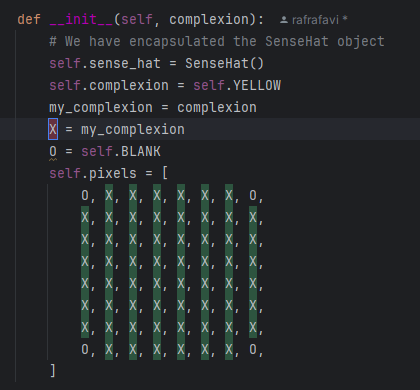 def __init__(self, complexion): rafrafavi *
# We have encapsulated the SenseHat object
self.sense_hat = SenseHat()
self.complexion = self.YELLOW
my_complexion = complexion
X = my_complexion
O = self.BLANK
self.pixels = [
O, X, X, X, X, X, X, O,
X, X, X, X, X, X, X, X,
X, X, X, X, X, X, X, X,
X, X, X, X, X, X, X, X,
X, X, X, X, X, X, X, X,
X, X, X, X, X, X, X, X,
X, X, X, X, X, X, X, X,
O, X, X, X, X, X, X, O,
]